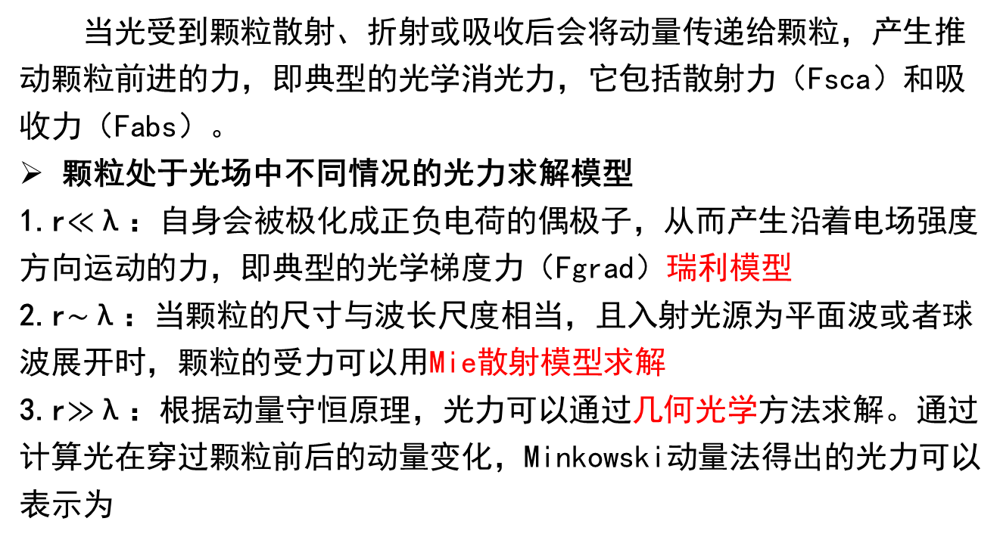 当光受到颗粒散射、折射或吸收后会将动量传递给颗粒，产生推
动颗粒前进的力，即典型的光学消光力，它包括散射力（Fsca）和吸
收力（Fabs）。
➢ 颗粒处于光场中不同情况的光力求解模型
1.r≪λ：自身会被极化成正负电荷的偶极子，从而产生沿着电场强度
方向运动的力，即典型的光学梯度力（Fgrad）瑞利模型
2.r~λ：当颗粒的尺寸与波长尺度相当，且入射光源为平面波或者球
波展开时，颗粒的受力可以用Mie散射模型求解
3.r≫λ：根据动量守恒原理，光力可以通过几何光学方法求解。通过
计算光在穿过颗粒前后的动量变化，Minkowski动量法得出的光力可以
表示为